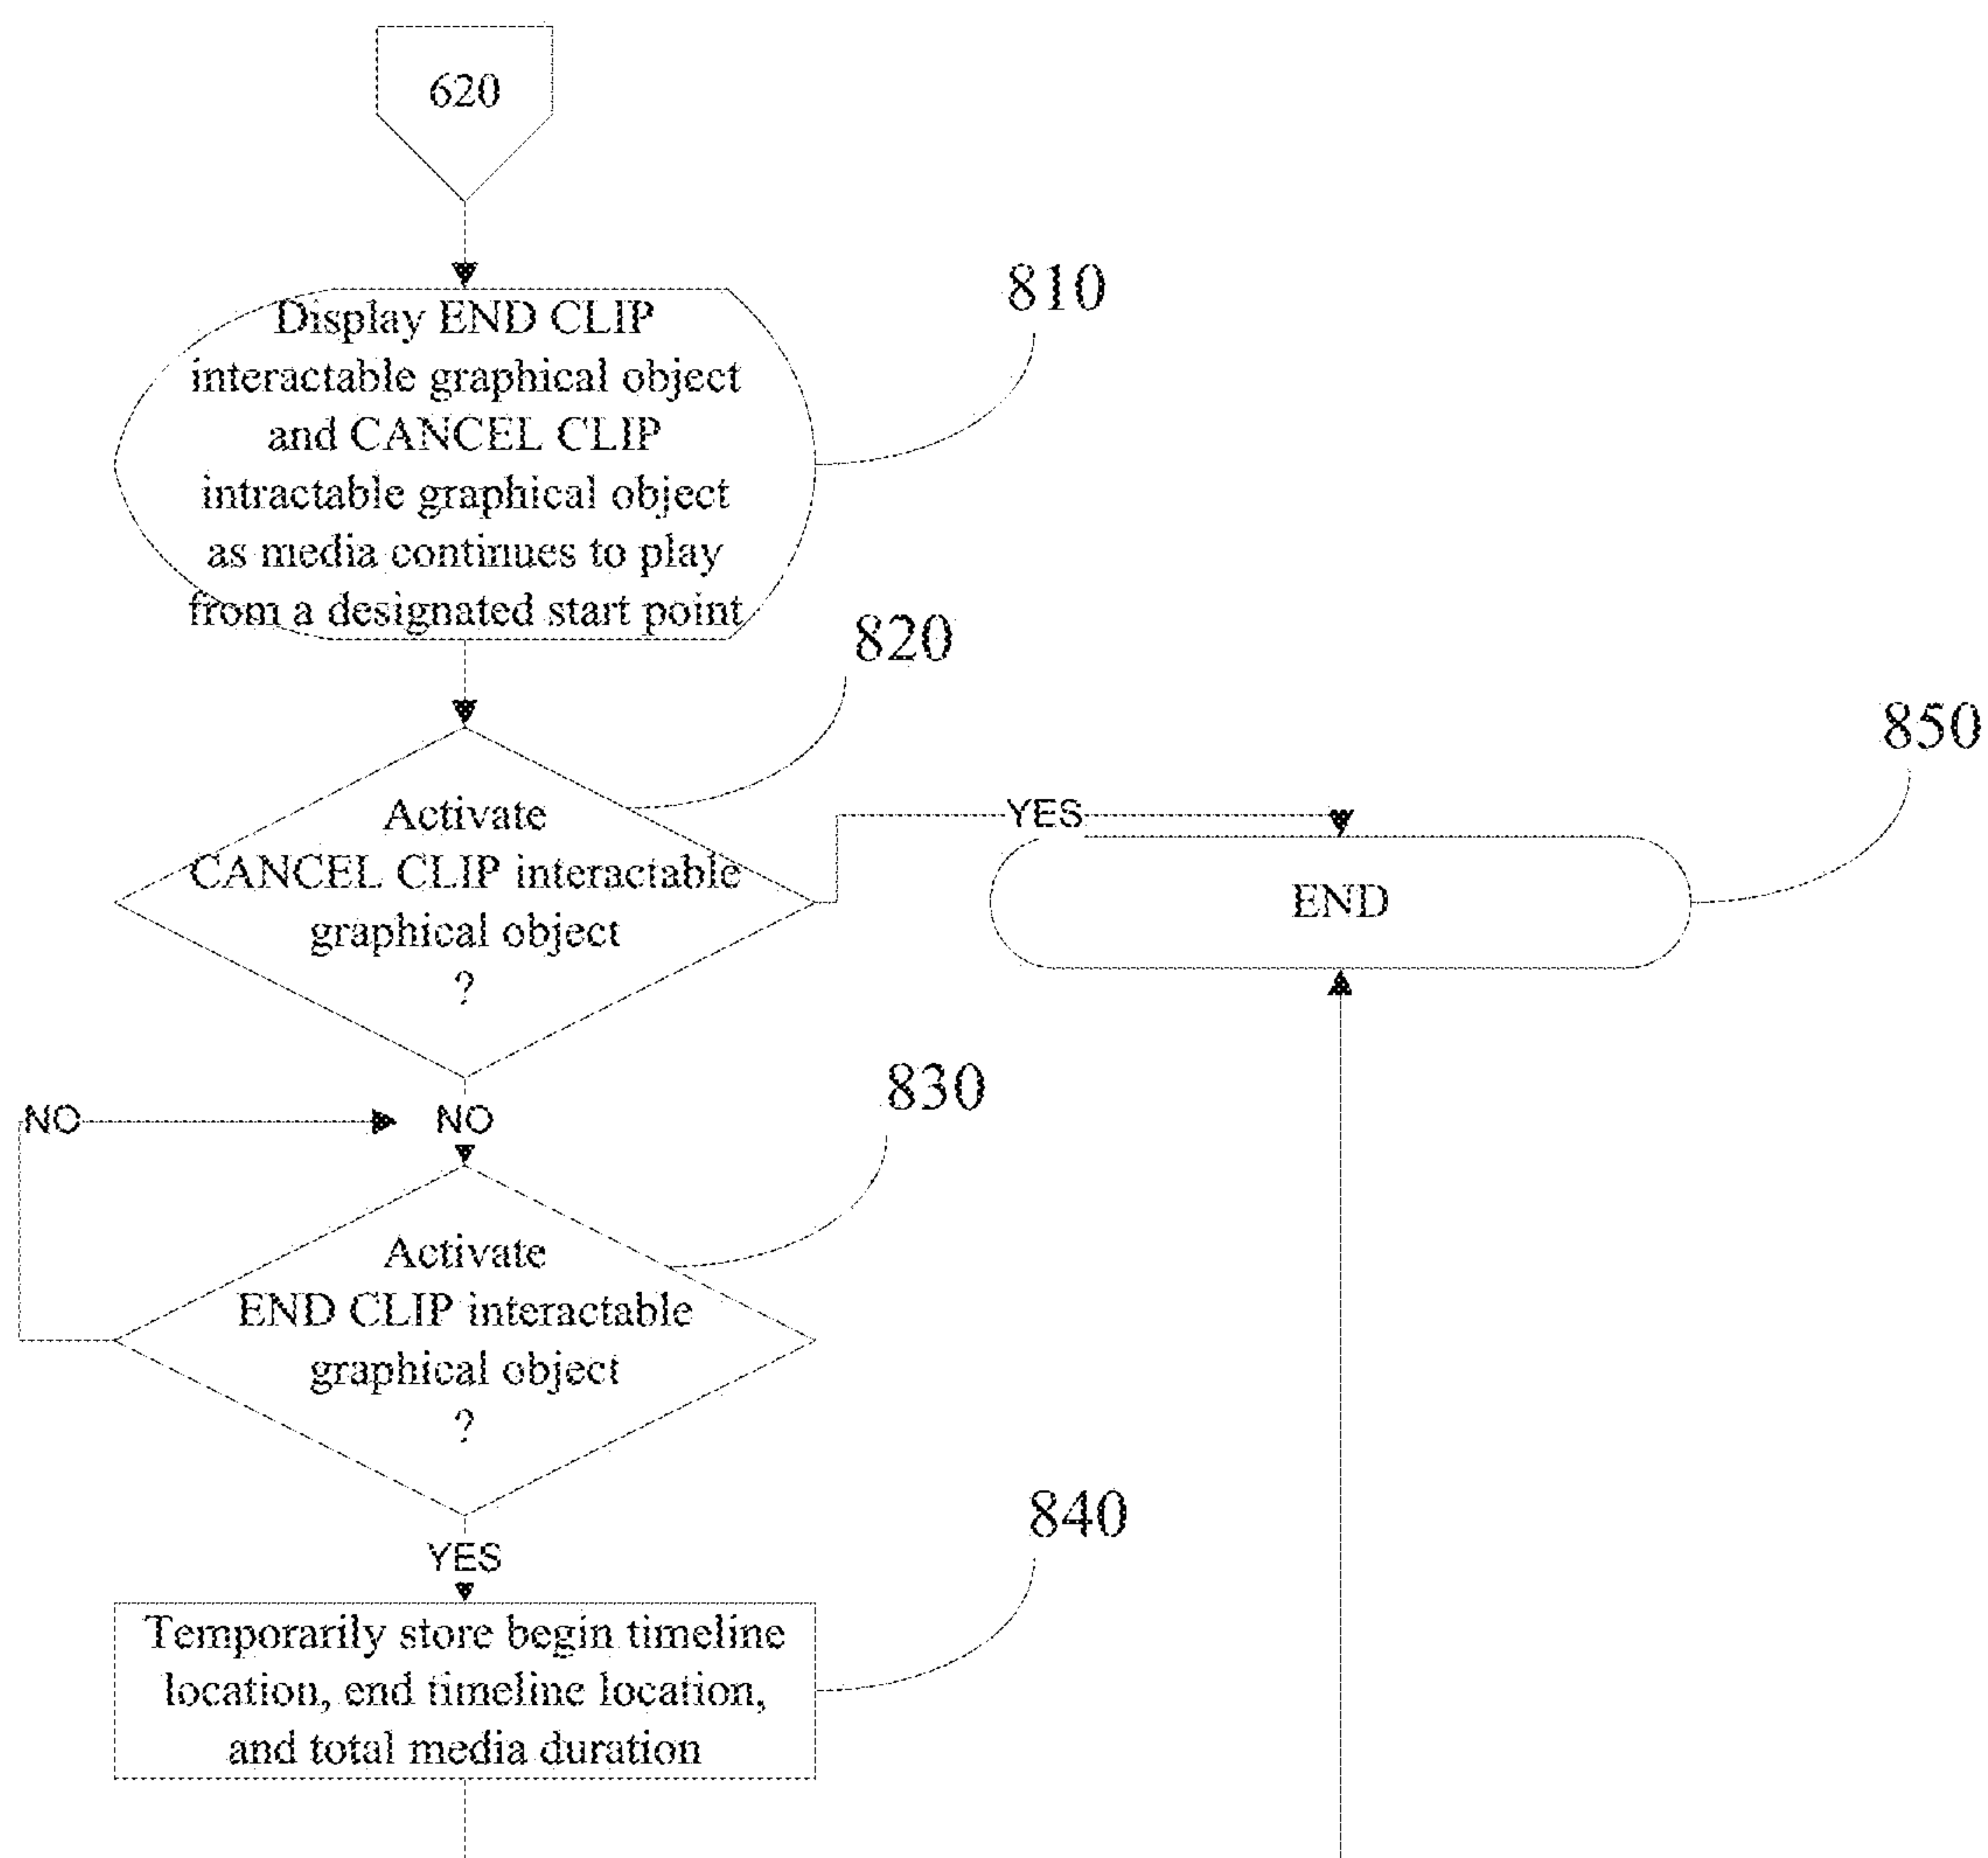 620
810
Display END CLIP
interactable graphical object
and CANCEL CLIP
intractable graphical object
as media continues to play
from a designated start point
820
850
Activate
CANCEL CLIP interactable
graphical object
?
YES
END
NO
NO
830
Activate
END CLIP interactable
graphical object
?
YES
840
Temporarily store begin timeline
location, end timeline location,
and total media duration